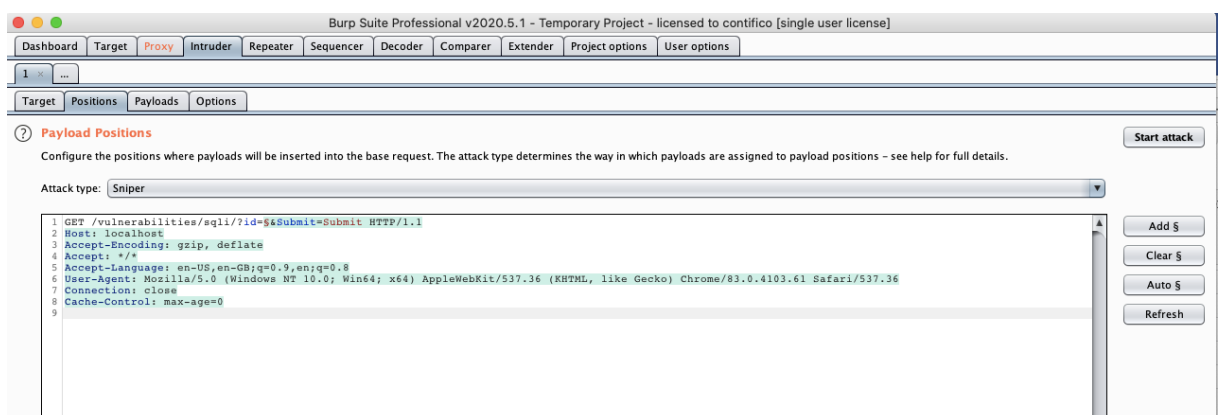 Burp Suite Professional v2020.5.1 - Temporary Project - licensed to contifico [single user license]
Dashboard Target Proxy Intruder Repeater Sequencer Decoder Comparer Extender Project options User options
1 × ...
Target Positions Payloads Options
? Payload Positions
Start attack
Configure the positions where payloads will be inserted into the base request. The attack type determines the way in which payloads are assigned to payload positions – see help for full details.
Attack type: Sniper
1 GET /vulnerabilities/sqli/?id=§&Submit=Submit HTTP/1.1
2 Host: localhost
3 Accept-Encoding: gzip, deflate
4 Accept: */*
5 Accept-Language: en-US,en-GB;q=0.9,en;q=0.8
6 User-Agent: Mozilla/5.0 (Windows NT 10.0; Win64; x64) AppleWebKit/537.36 (KHTML, like Gecko) Chrome/83.0.4103.61 Safari/537.36
7 Connection: close
8 Cache-Control: max-age=0
9
Add §
Clear §
Auto §
Refresh